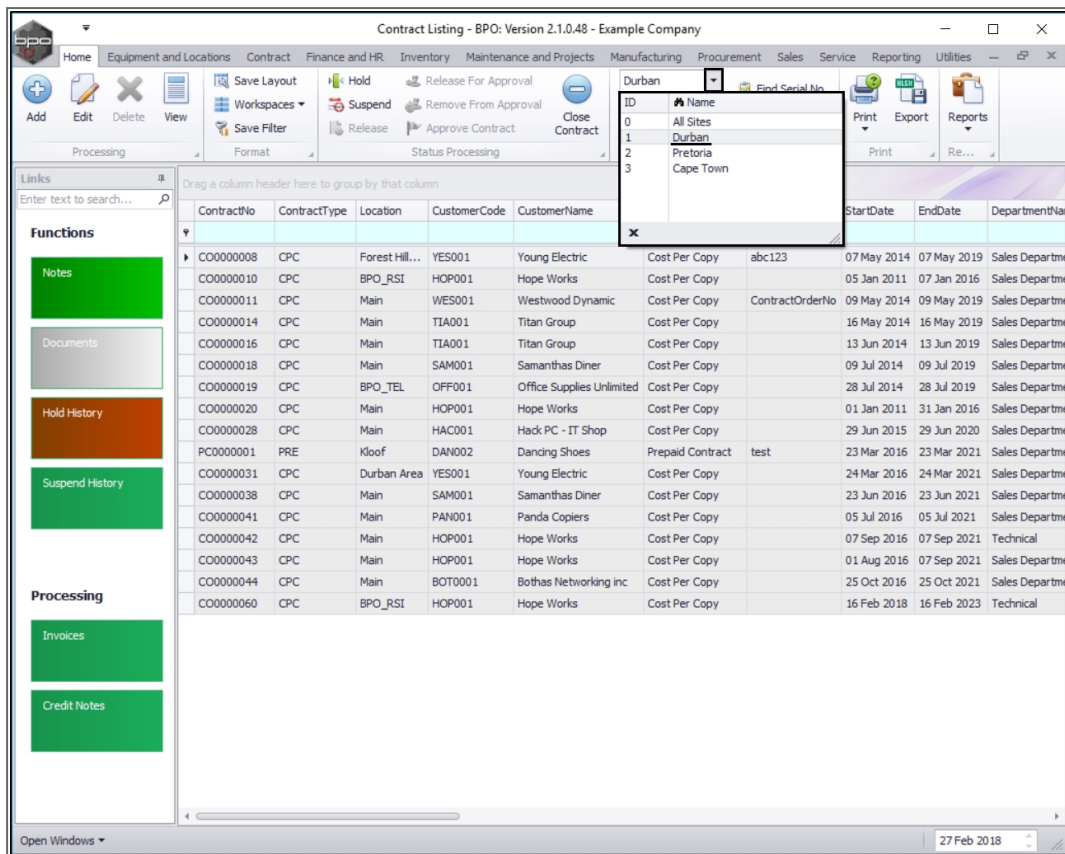 Contract Listing - BPO: Version 2.1.0.48 - Example Company
bpo
Home Equipment and Locations Contract Finance and HR Inventory Maintenance and Projects Manufacturing Procurement Sales Service Reporting Utilities
Add Edit Delete View
Processing
Save Layout
Workspaces
Save Filter
Format
Hold Release For Approval
Suspend Remove From Approval
Release Approve Contract
Close Contract
Status Processing
Durban
Find Serial No
ID Name
0 All Sites
1 Durban
2 Pretoria
3 Cape Town
XLSX
Print Export Reports
Print Re...
Links
Enter text to search...
Functions
Notes
Documents
Hold History
Suspend History
Processing
Invoices
Credit Notes
Drag a column header here to group by that column
ContractNo ContractType Location CustomerCode CustomerName StartDate EndDate
CO0000008 CPC Forest Hill... YES001 Young Electric Cost Per Copy abc123 07 May 2014 07 May 2019 Sales
CO0000010 CPC BPO_RSI HOP001 Hope Works Cost Per Copy 05 Jan 2011 07 Jan 2016 Sales
CO0000011 CPC Main WES001 Westwood Dynamic Cost Per Copy ContractOrderNo 09 May 2014 09 May 2019 Sales
CO0000014 CPC Main TIA001 Titan Group Cost Per Copy 16 May 2014 16 May 2019 Sales
CO0000016 CPC Main TIA001 Titan Group Cost Per Copy 13 Jun 2014 13 Jun 2019 Sales
CO0000018 CPC Main SAM001 Samanthas Diner Cost Per Copy 09 Jul 2014 09 Jul 2019 Sales
CO0000019 CPC BPO_TEL OFF001 Office Supplies Unlimited Cost Per Copy 28 Jul 2014 28 Jul 2019 Sales
CO0000020 CPC Main HOP001 Hope Works Cost Per Copy 01 Jan 2011 31 Jan 2016 Sales
CO0000028 CPC Main HAC001 Hack PC - IT Shop Cost Per Copy 29 Jun 2015 29 Jun 2020 Sales
PC0000001 PRE Kloof DAN002 Dancing Shoes Prepaid Contract test 23 Mar 2016 23 Mar 2021 Sales
CO0000031 CPC Durban Area YES001 Young Electric Cost Per Copy 24 Mar 2016 24 Mar 2021 Sales
CO0000038 CPC Main SAM001 Samanthas Diner Cost Per Copy 23 Jun 2016 23 Jun 2021 Sales
CO0000041 CPC Main PAN001 Panda Copiers Cost Per Copy 05 Jul 2016 05 Jul 2021 Sales
CO0000042 CPC Main HOP001 Hope Works Cost Per Copy 07 Sep 2016 07 Sep 2021 Technical
CO0000043 CPC Main HOP001 Hope Works Cost Per Copy 01 Aug 2016 07 Sep 2021 Sales
CO0000044 CPC Main BOT0001 Bothas Networking inc Cost Per Copy 25 Oct 2016 25 Oct 2021 Sales
CO0000060 CPC BPO_RSI HOP001 Hope Works Cost Per Copy 16 Feb 2018 16 Feb 2023 Technical
Open Windows
27 Feb 2018